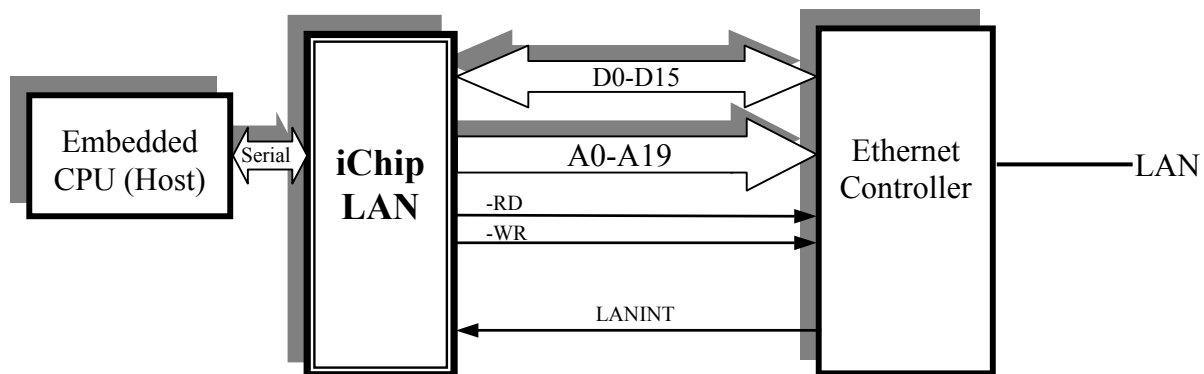 Embedded
CPU (Host)
Serial
iChip
LAN
D0-D15
A0-A19
-RD
-WR
LANINT
Ethernet
Controller
LAN